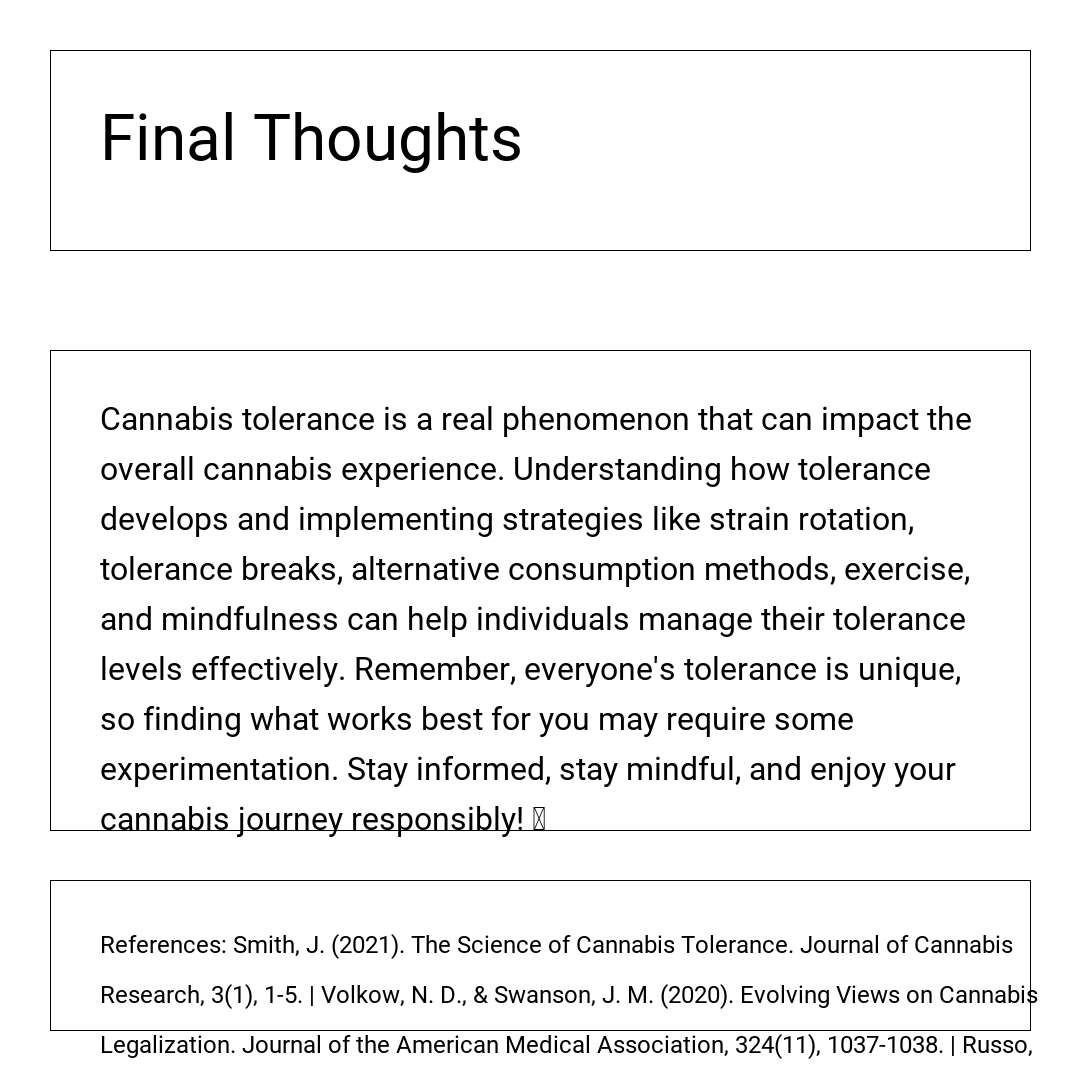 Final Thoughts
Cannabis tolerance is a real phenomenon that can impact the
overall cannabis experience. Understanding how tolerance
develops and implementing strategies like strain rotation,
tolerance breaks, alternative consumption methods, exercise,
and mindfulness can help individuals manage their tolerance
levels effectively. Remember, everyone's tolerance is unique,
so finding what works best for you may require some
experimentation. Stay informed, stay mindful, and enjoy your
cannabis journey responsibly!
References: Smith, J. (2021). The Science of Cannabis Tolerance. Journal of Cannabis
Research, 3(1), 1-5. | Volkow, N. D., & Swanson, J. M. (2020). Evolving Views on Cannabis
Legalization. Journal of the American Medical Association, 324(11), 1037-1038. | Russo,